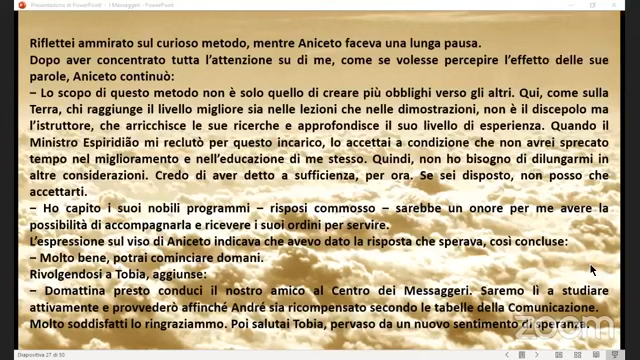 Presentazione di PowerPoint - I Messaggeri - PowerPoint
Riflettei ammirato sul curioso metodo, mentre Aniceto faceva una lunga pausa.
Dopo aver concentrato tutta l'attenzione su di me, come se volesse percepire l'effetto delle sue
parole, Aniceto continuò:
– Lo scopo di questo metodo non è solo quello di creare più obblighi verso gli altri. Qui, come sulla
Terra, chi raggiunge il livello migliore sia nelle lezioni che nelle dimostrazioni, non è il discepolo ma
l'istruttore, che arricchisce le sue ricerche e approfondisce il suo livello di esperienza. Quando il
Ministro Espiridião mi reclutò per questo incarico, lo accettai a condizione che non avrei sprecato
tempo nel miglioramento e nell'educazione di me stesso. Quindi, non ho bisogno di dilungarmi in
altre considerazioni. Credo di aver detto a sufficienza, per ora. Se sei disposto, non posso che
accettarti.
– Ho capito i suoi nobili programmi – risposi commosso – sarebbe un onore per me avere la
possibilità di accompagnarla e ricevere i suoi ordini per servire.
L'espressione sul viso di Aniceto indicava che avevo dato la risposta che sperava, così concluse:
– Molto bene, potrai cominciare domani.
Rivolgendosi a Tobia, aggiunse:
– Domattina presto conduci il nostro amico al Centro dei Messaggeri. Saremo lì a studiare
attivamente e provvederò affinché André sia ricompensato secondo le tabelle della Comunicazione.
Molto soddisfatti lo ringraziammo. Poi salutai Tobia, pervaso da un nuovo sentimento di speranza.
zoom
Diapositiva 27 di 50